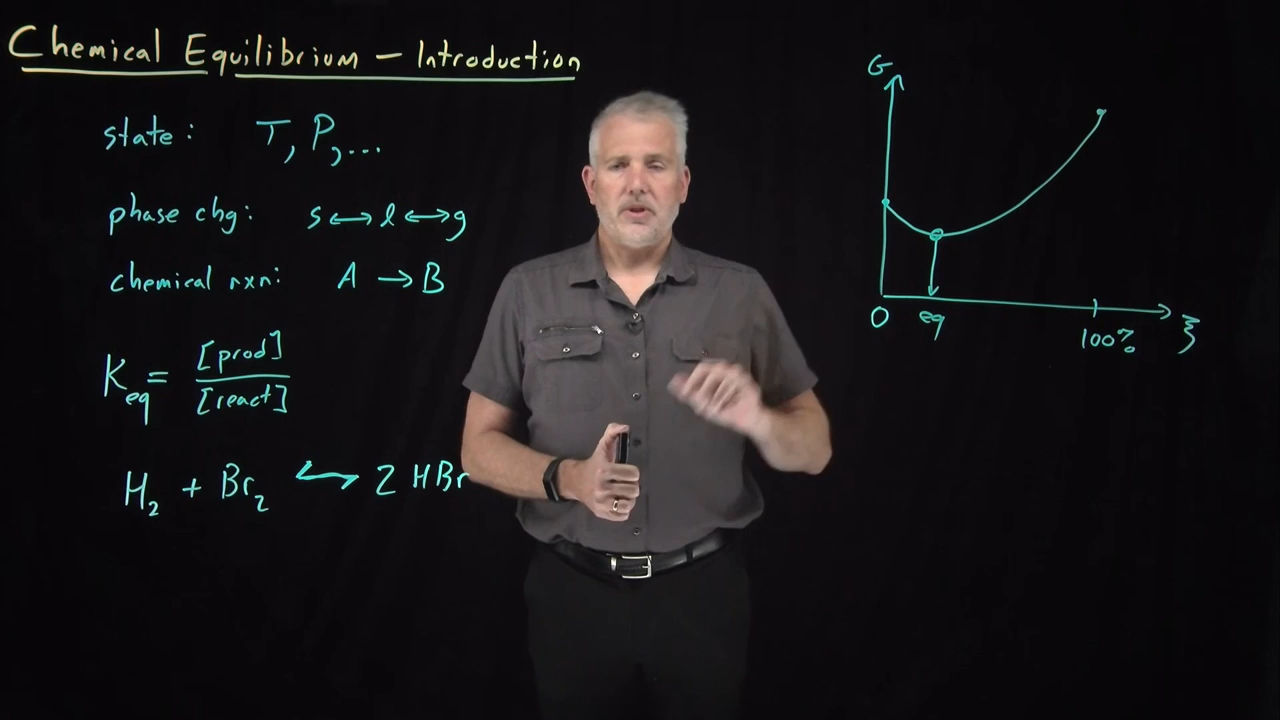 Chemical Equilibrium – Introduction
state: T, P, ...
phase chg: s ⟷ l ⟷ g
chemical rxn: A → B
K_eq = [prod] / [react]
H₂ + Br₂ ⟷ 2 HBr
G
0 eq 100% ξ